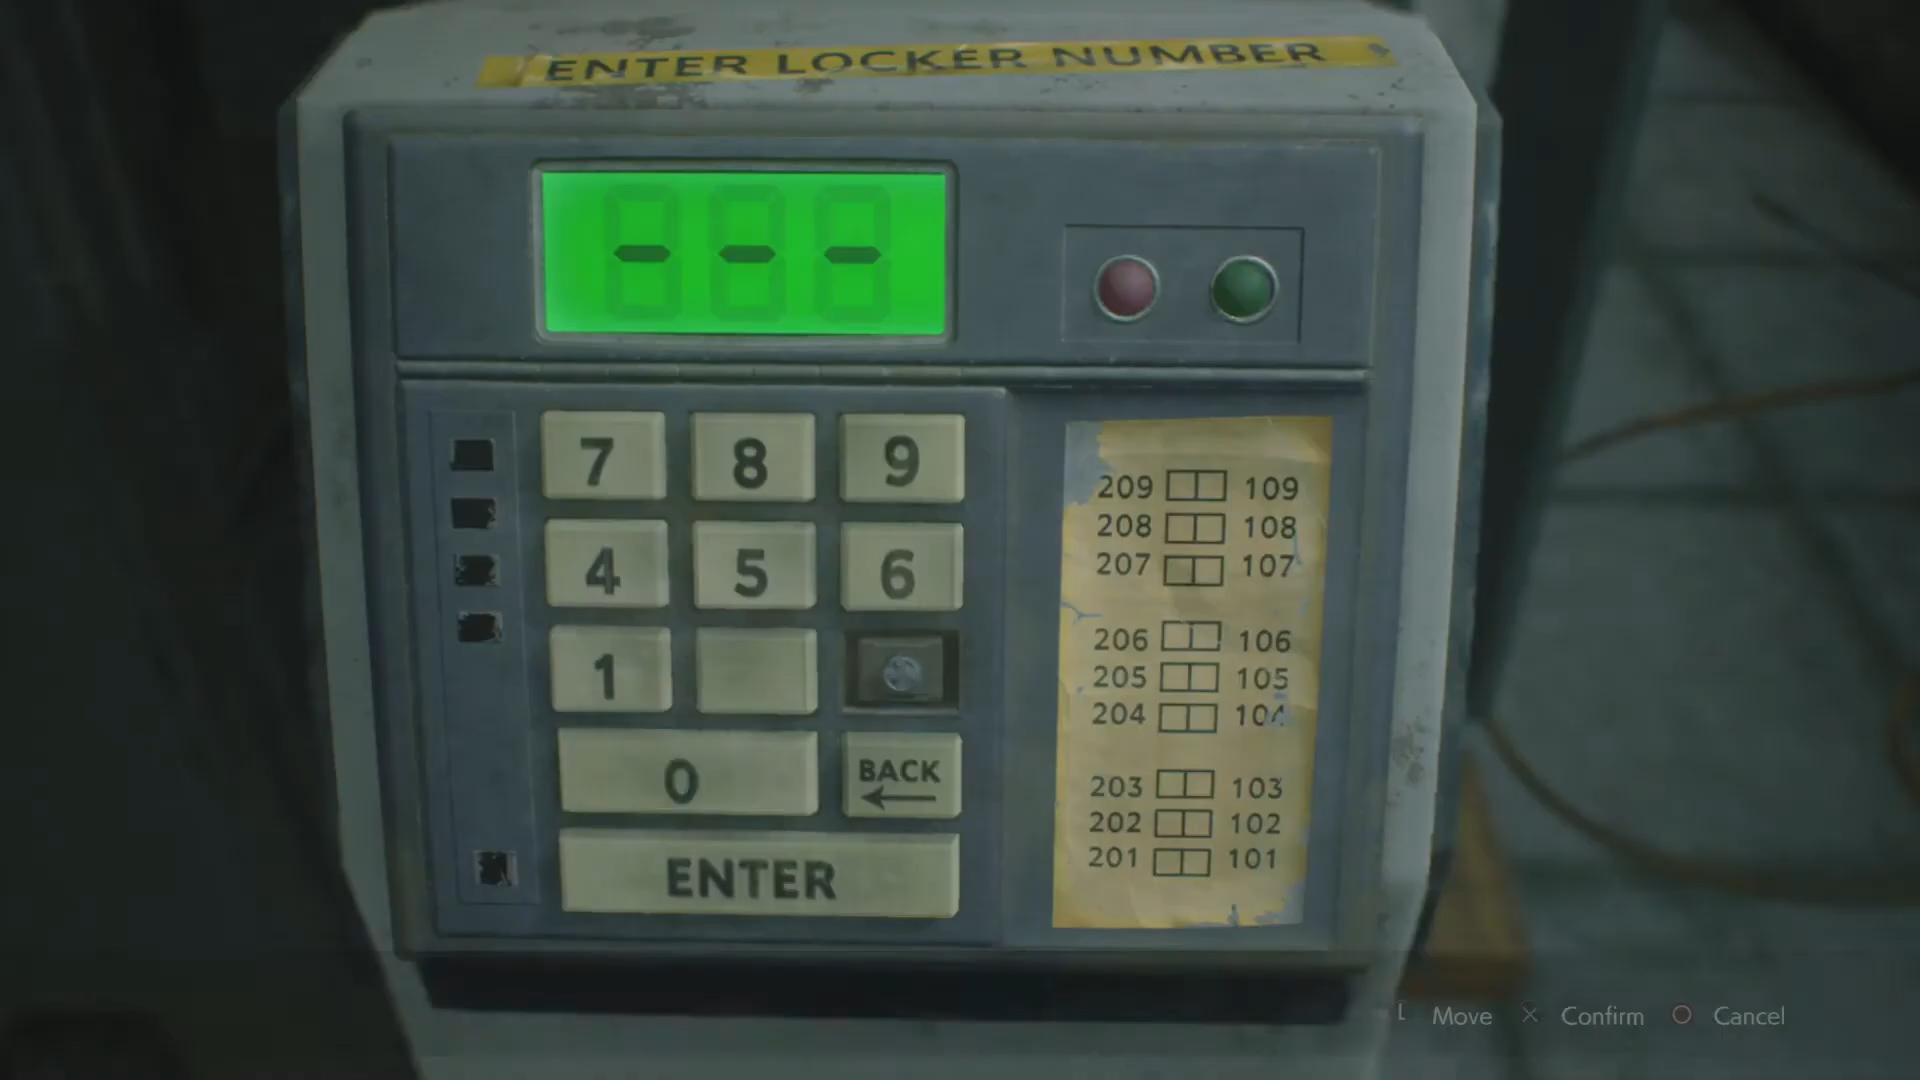 ENTER LOCKER NUMBER
7 8 9
4 5 6
1
0 BACK
ENTER
209 109
208 108
207 107
206 106
205 105
204 104
203 103
202 102
201 101
L Move X Confirm O Cancel